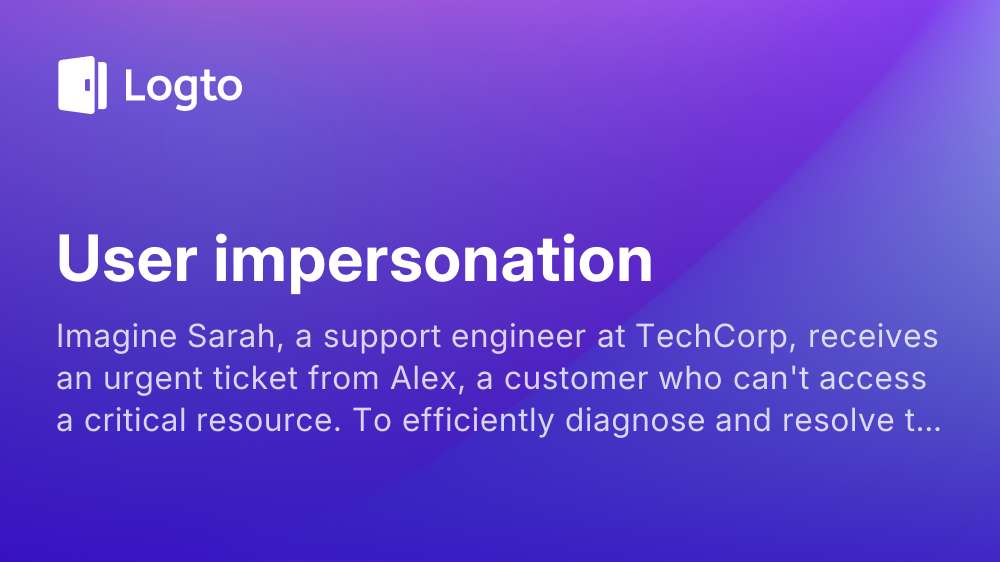 Logto
User impersonation
Imagine Sarah, a support engineer at TechCorp, receives
an urgent ticket from Alex, a customer who can't access
a critical resource. To efficiently diagnose and resolve t...